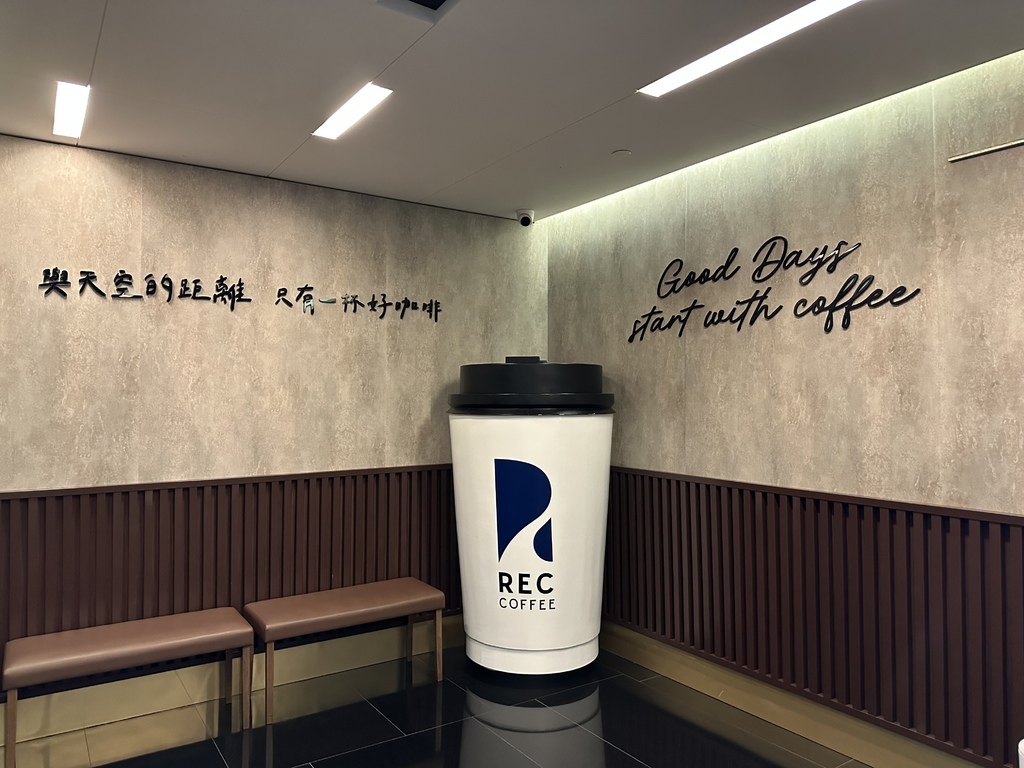 與天空的距離 只有一杯好咖啡
Good Days
start with coffee
REC
COFFEE